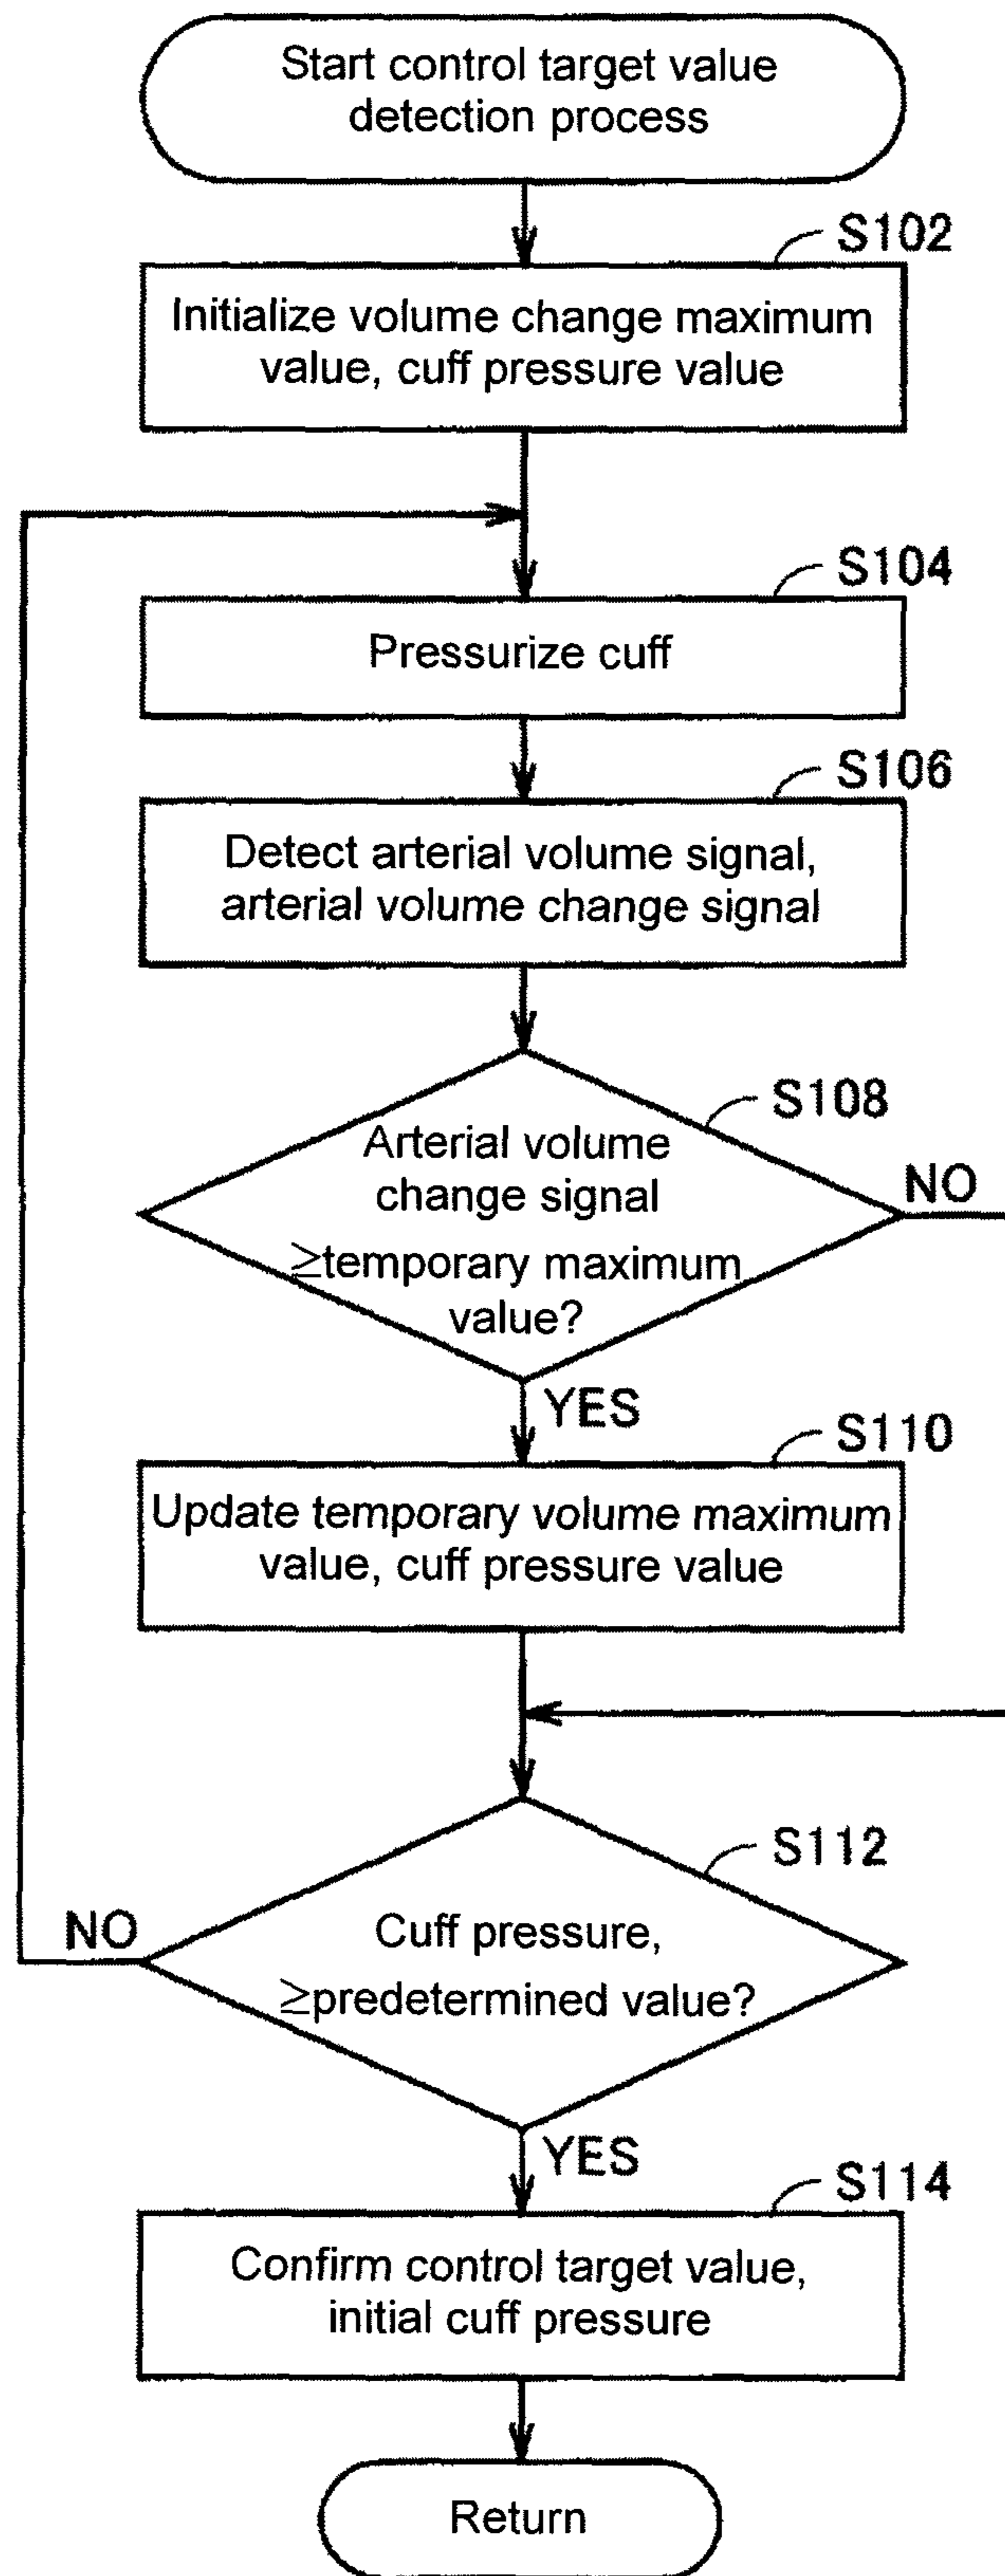 Start control target value
detection process
S102
Initialize volume change maximum
value, cuff pressure value
S104
Pressurize cuff
S106
Detect arterial volume signal,
arterial volume change signal
S108
Arterial volume
change signal
≥temporary maximum
value?
NO
YES
S110
Update temporary volume maximum
value, cuff pressure value
S112
Cuff pressure,
≥predetermined value?
NO
YES
S114
Confirm control target value,
initial cuff pressure
Return